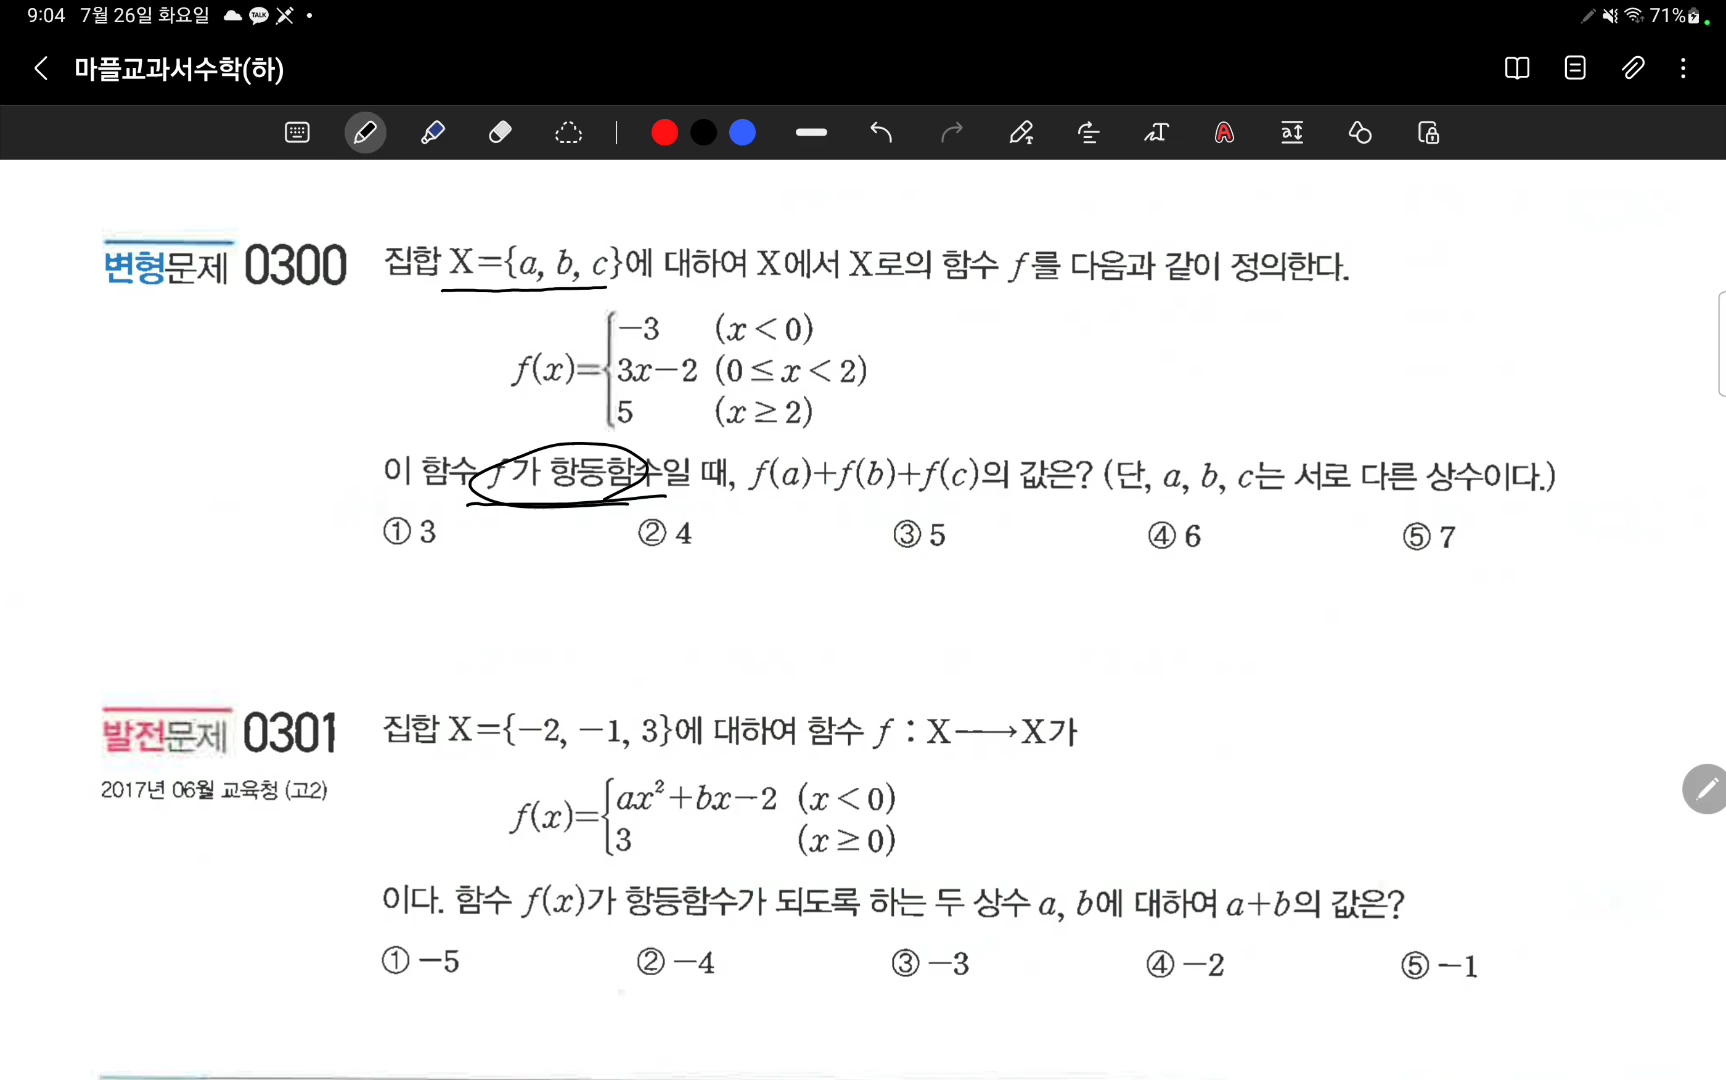 9:04 7월 26일 화요일 TALK 71%
마플교과서수학(하)
변형문제 0300 집합 X={a, b, c}에 대하여 X에서 X로의 함수 f를 다음과 같이 정의한다.
-3 (x<0)
f(x)= 3x-2 (0≤x<2)
5 (x≥2)
이 함수 f가 항등함수일 때, f(a)+f(b)+f(c)의 값은? (단, a, b, c는 서로 다른 상수이다.)
① 3 ② 4 ③ 5 ④ 6 ⑤ 7
발전문제 0301 집합 X={-2, -1, 3}에 대하여 함수 f : X⟶X가
2017년 06월 교육청 (고2)
ax²+bx-2 (x<0)
f(x)=
3 (x≥0)
이다. 함수 f(x)가 항등함수가 되도록 하는 두 상수 a, b에 대하여 a+b의 값은?
① -5 ② -4 ③ -3 ④ -2 ⑤ -1